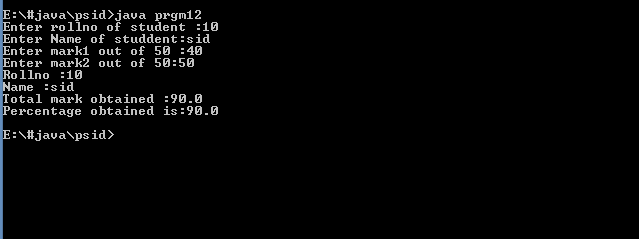 E:\#java\psid>java prgm12
Enter rollno of student :10
Enter Name of studdent:sid
Enter mark1 out of 50 :40
Enter mark2 out of 50:50
Rollno :10
Name :sid
Total mark obtained :90.0
Percentage obtained is:90.0
E:\#java\psid>